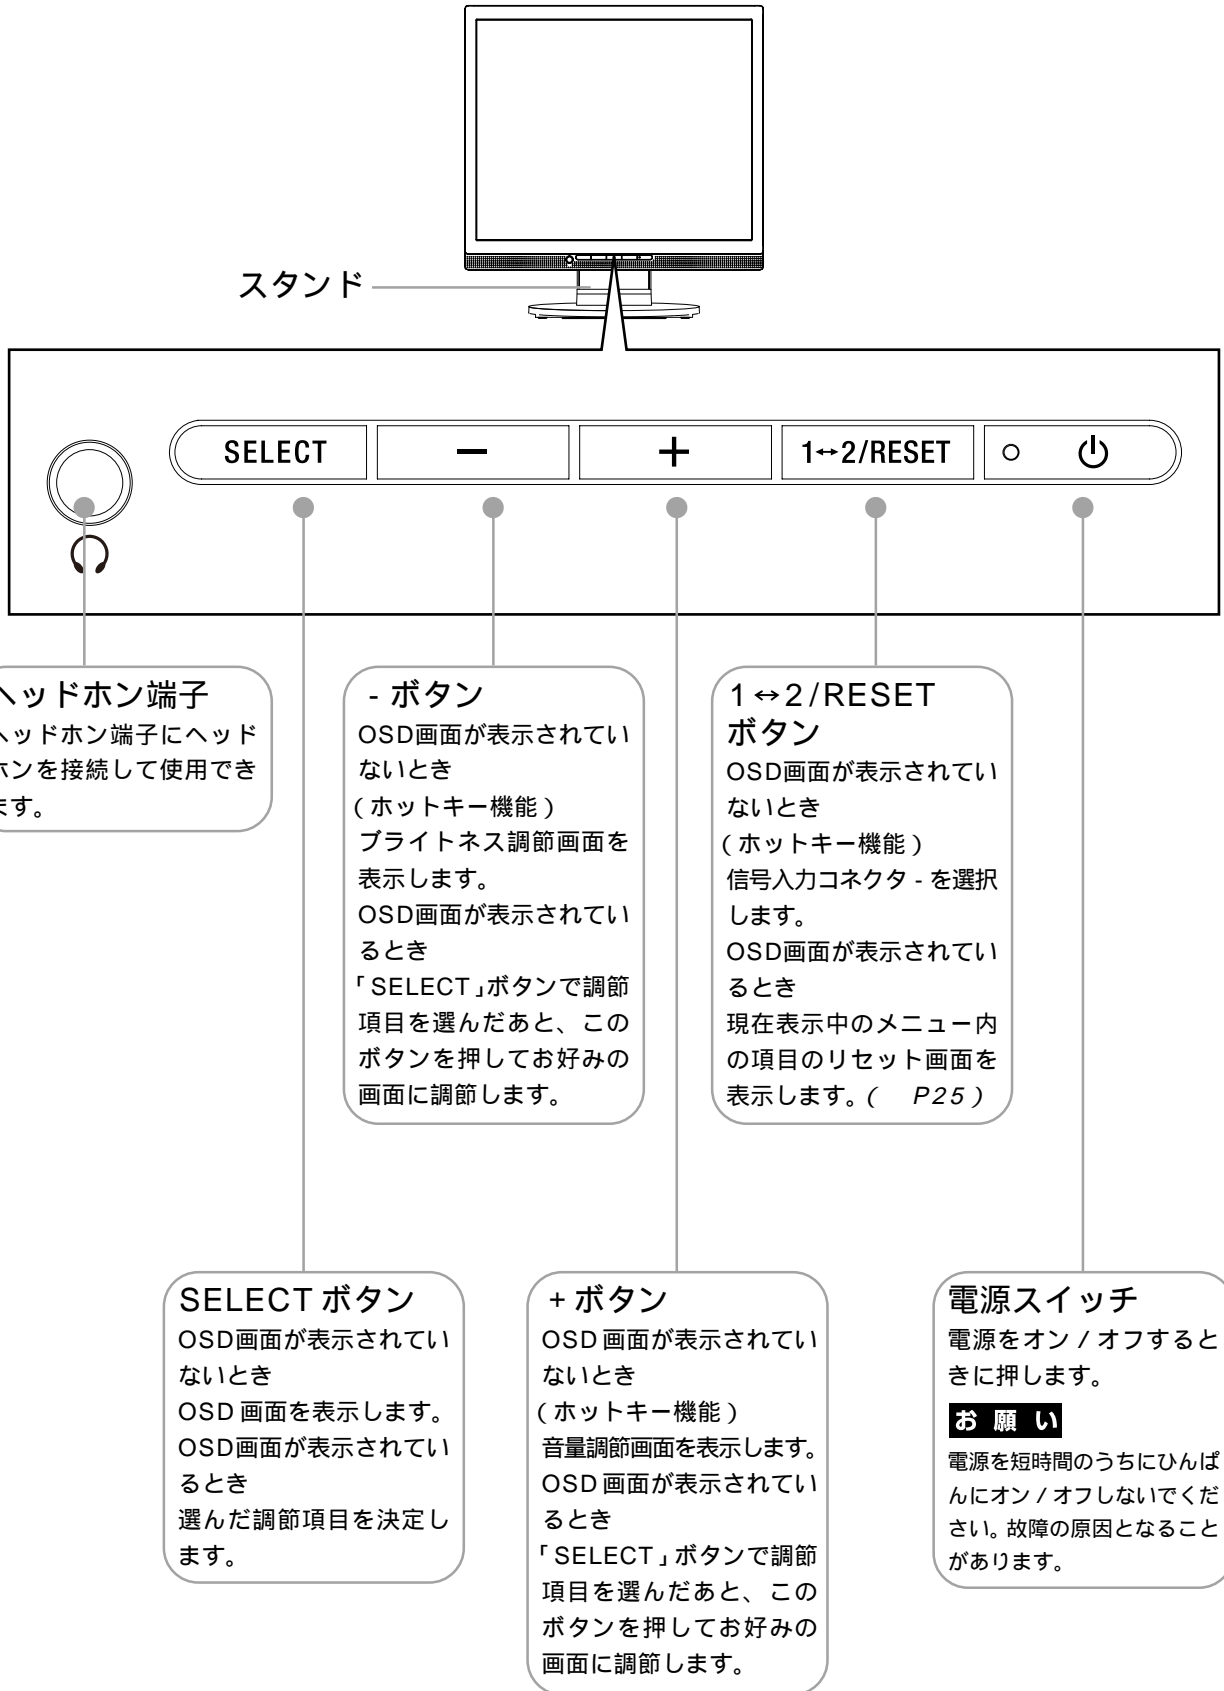 スタンド
SELECT
−
+
1↔2/RESET
ヘッドホン端子
ヘッドホン端子にヘッド
ホンを接続して使用でき
ます。
- ボタン
OSD画面が表示されてい
ないとき
(ホットキー機能)
ブライトネス調節画面を
表示します。
OSD画面が表示されてい
るとき
「SELECT」ボタンで調節
項目を選んだあと、この
ボタンを押してお好みの
画面に調節します。
1↔2/RESET
ボタン
OSD画面が表示されてい
ないとき
(ホットキー機能)
信号入力コネクタ - を選択
します。
OSD画面が表示されてい
るとき
現在表示中のメニュー内
の項目のリセット画面を
表示します。( P25)
SELECT ボタン
OSD画面が表示されてい
ないとき
OSD 画面を表示します。
OSD画面が表示されてい
るとき
選んだ調節項目を決定し
ます。
+ ボタン
OSD 画面が表示されてい
ないとき
(ホットキー機能)
音量調節画面を表示します。
OSD 画面が表示されてい
るとき
「SELECT」ボタンで調節
項目を選んだあと、この
ボタンを押してお好みの
画面に調節します。
電源スイッチ
電源をオン / オフすると
きに押します。
お 願 い
電源を短時間のうちにひんぱ
んにオン / オフしないでくだ
さい。故障の原因となること
があります。